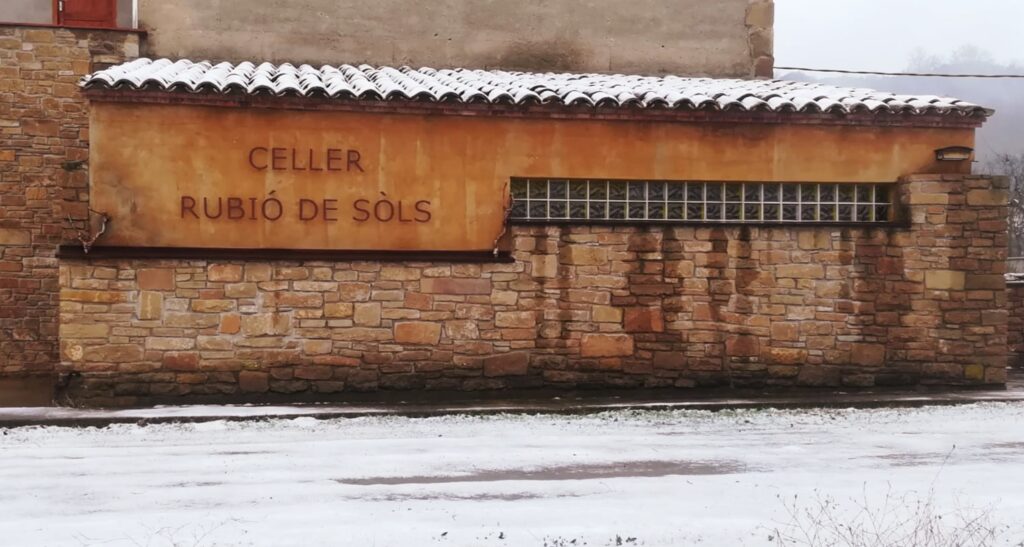 CELLER
RUBIÓ DE SÒLS